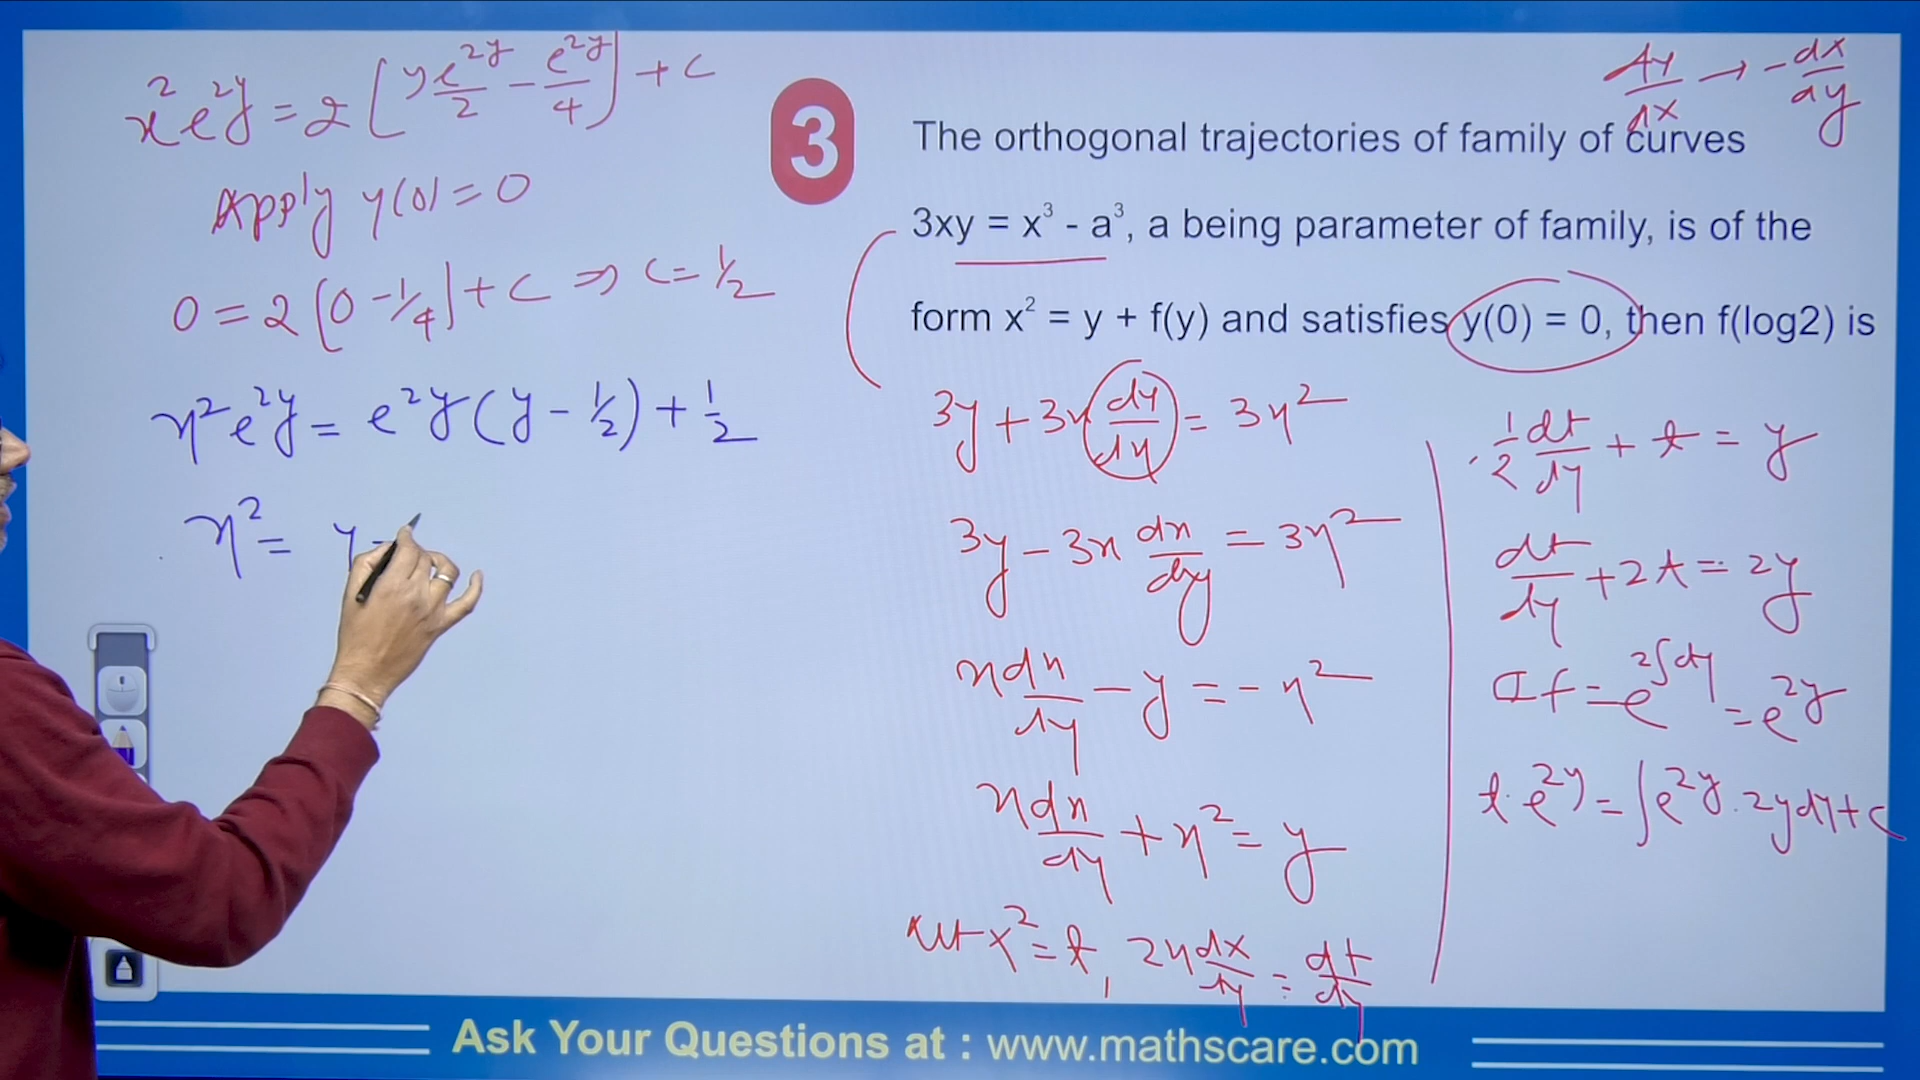 x² e^2y = 2 [ y e^2y/2 - e^2y/4 ] + c
Apply y(0) = 0
0 = 2 [0 - 1/4] + c ⇒ c = 1/2
x² e^2y = e^2y (y - 1/2) + 1/2
x² = y -
dy/dx → - dx/dy
3
The orthogonal trajectories of family of curves
3xy = x³ - a³, a being parameter of family, is of the
form x² = y + f(y) and satisfies y(0) = 0, then f(log2) is
3y + 3x dy/dx = 3x²
3y - 3x dx/dy = 3x²
x dx/dy - y = - x²
x dx/dy + x² = y
Let x² = t, 2x dx/dy = dt/dy
1/2 dt/dy + t = y
dt/dy + 2t = 2y
If = e^2∫dy = e^2y
t. e^2y = ∫e^2y . 2y dy + c
Ask Your Questions at : www.mathscare.com